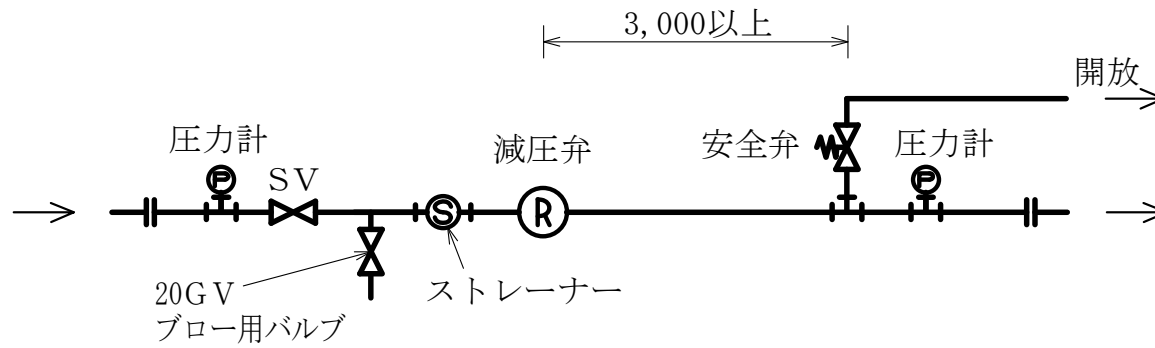 3,000以上
開放
圧力計
SV
減圧弁
安全弁
圧力計
P
S
R
P
20GV
ブロー用バルブ
ストレーナー